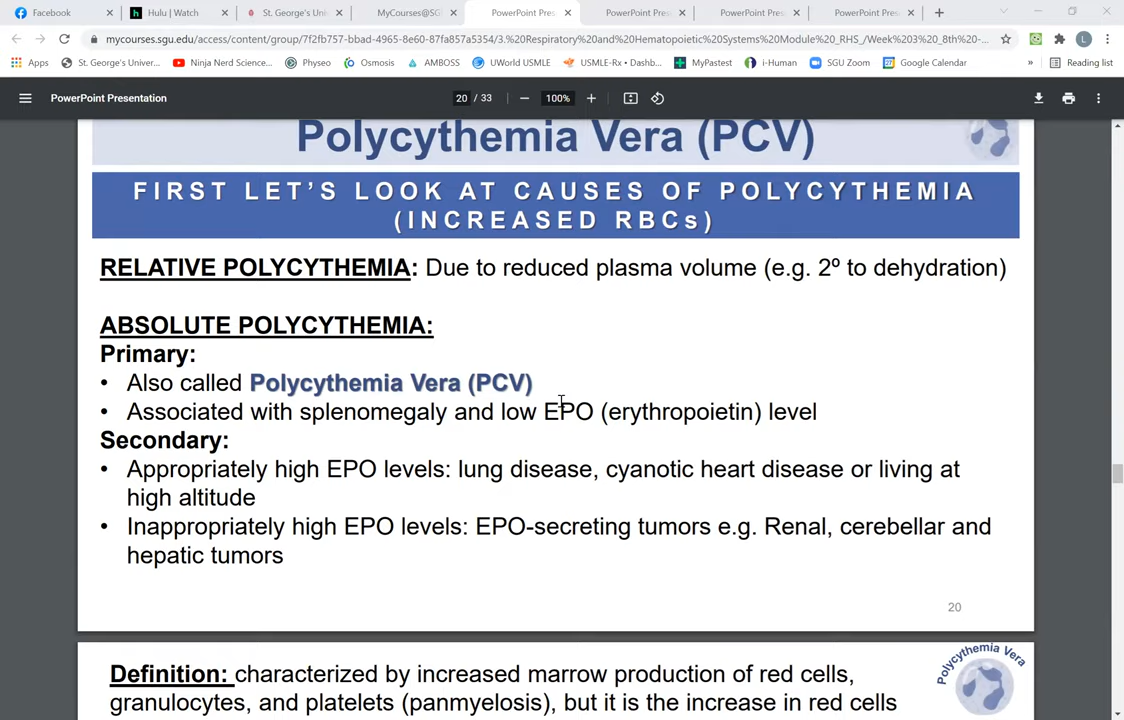 Facebook
Hulu | Watch
St. George's Uni
MyCourses@SG
PowerPoint Pres
PowerPoint Pres
PowerPoint Pres
PowerPoint Pres
mycourses.sgu.edu/access/content/group/7f2fb757-bbad-4965-8e60-87fa857a5354/3.%20Respiratory%20and%20Hematopoietic%20Systems%20Module%20_RHS_/Week%203%20_8th%20-...
Apps
St. George's Univer...
Ninja Nerd Science...
Physeo
Osmosis
AMBOSS
UWorld USMLE
USMLE-Rx • Dashb...
MyPastest
i-Human
SGU Zoom
Google Calendar
»
Reading list
PowerPoint Presentation
20 / 33
100%
Polycythemia Vera (PCV)
FIRST LET'S LOOK AT CAUSES OF POLYCYTHEMIA
(INCREASED RBCs)
RELATIVE POLYCYTHEMIA: Due to reduced plasma volume (e.g. 2º to dehydration)
ABSOLUTE POLYCYTHEMIA:
Primary:
• Also called Polycythemia Vera (PCV)
• Associated with splenomegaly and low EPO (erythropoietin) level
Secondary:
• Appropriately high EPO levels: lung disease, cyanotic heart disease or living at
high altitude
• Inappropriately high EPO levels: EPO-secreting tumors e.g. Renal, cerebellar and
hepatic tumors
20
Definition: characterized by increased marrow production of red cells,
granulocytes, and platelets (panmyelosis), but it is the increase in red cells
Polycythemia Vera